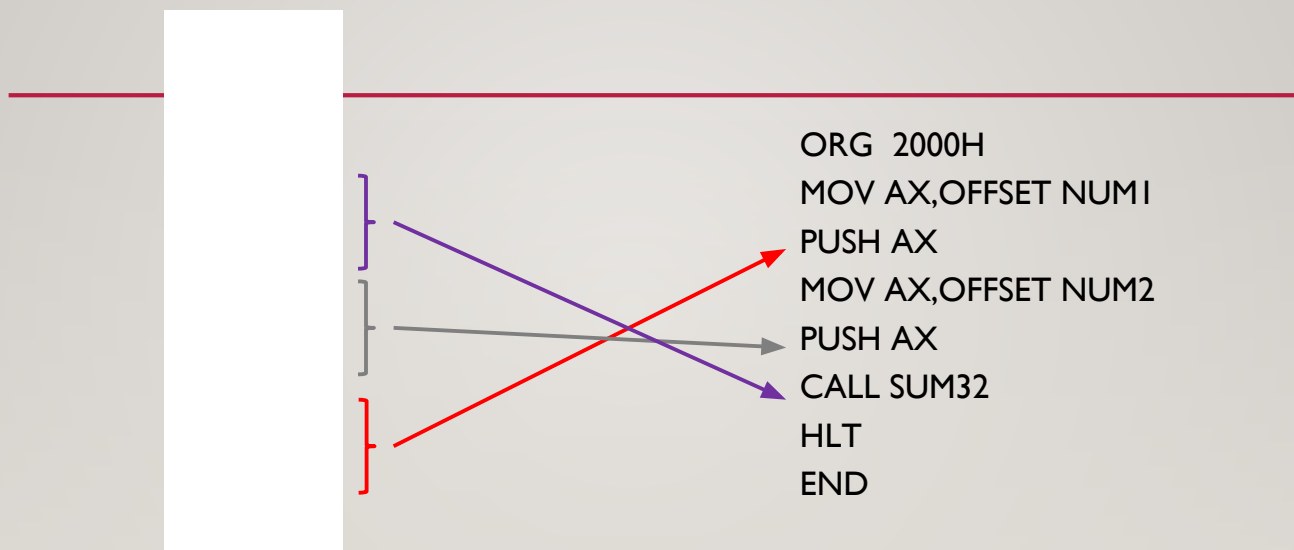 ORG 2000H
MOV AX,OFFSET NUM1
PUSH AX
MOV AX,OFFSET NUM2
PUSH AX
CALL SUM32
HLT
END